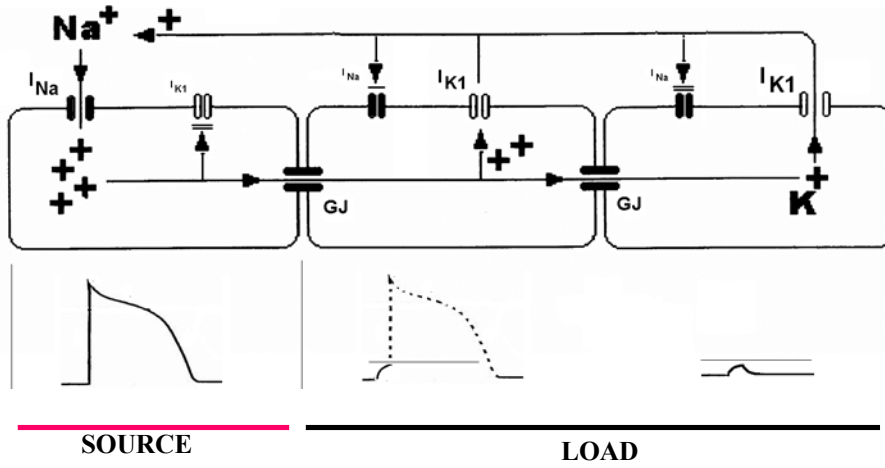 Na+ +
INa IK1 INa IK1 INa IK1
+ + + + + + +
GJ GJ K
SOURCE LOAD